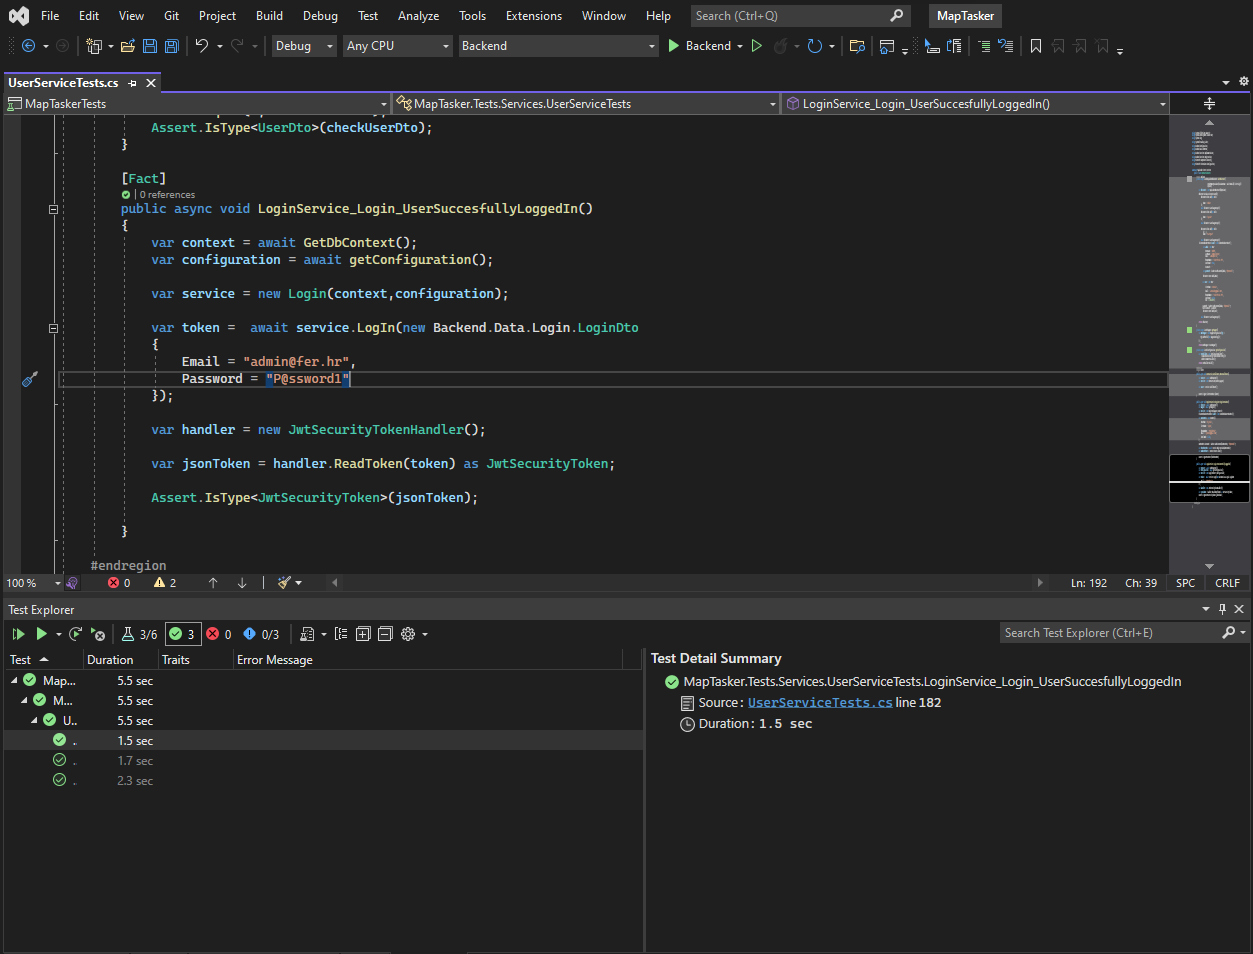 File Edit View Git Project Build Debug Test Analyze Tools Extensions Window Help Search (Ctrl+Q) MapTasker
Debug Any CPU Backend Backend
UserServiceTests.cs
MapTaskerTests MapTasker.Tests.Services.UserServiceTests LoginService_Login_UserSuccesfullyLoggedIn()
Assert.IsType<UserDto>(checkUserDto);
}
[Fact]
| 0 references
public async void LoginService_Login_UserSuccesfullyLoggedIn()
{
var context = await GetDbContext();
var configuration = await getConfiguration();
var service = new Login(context,configuration);
var token =  await service.LogIn(new Backend.Data.Login.LoginDto
{
Email = "admin@fer.hr",
Password = "P@ssword1"
});
var handler = new JwtSecurityTokenHandler();
var jsonToken = handler.ReadToken(token) as JwtSecurityToken;
Assert.IsType<JwtSecurityToken>(jsonToken);
}
#endregion
100 % 0 2 Ln: 192 Ch: 39 SPC CRLF
Test Explorer
3/6 3 0 0/3 Search Test Explorer (Ctrl+E)
Test Duration Traits Error Message
Map... 5.5 sec
M... 5.5 sec
U.. 5.5 sec
.. 1.5 sec
.. 1.7 sec
.. 2.3 sec
Test Detail Summary
MapTasker.Tests.Services.UserServiceTests.LoginService_Login_UserSuccesfullyLoggedIn
Source: UserServiceTests.cs line 182
Duration: 1.5 sec